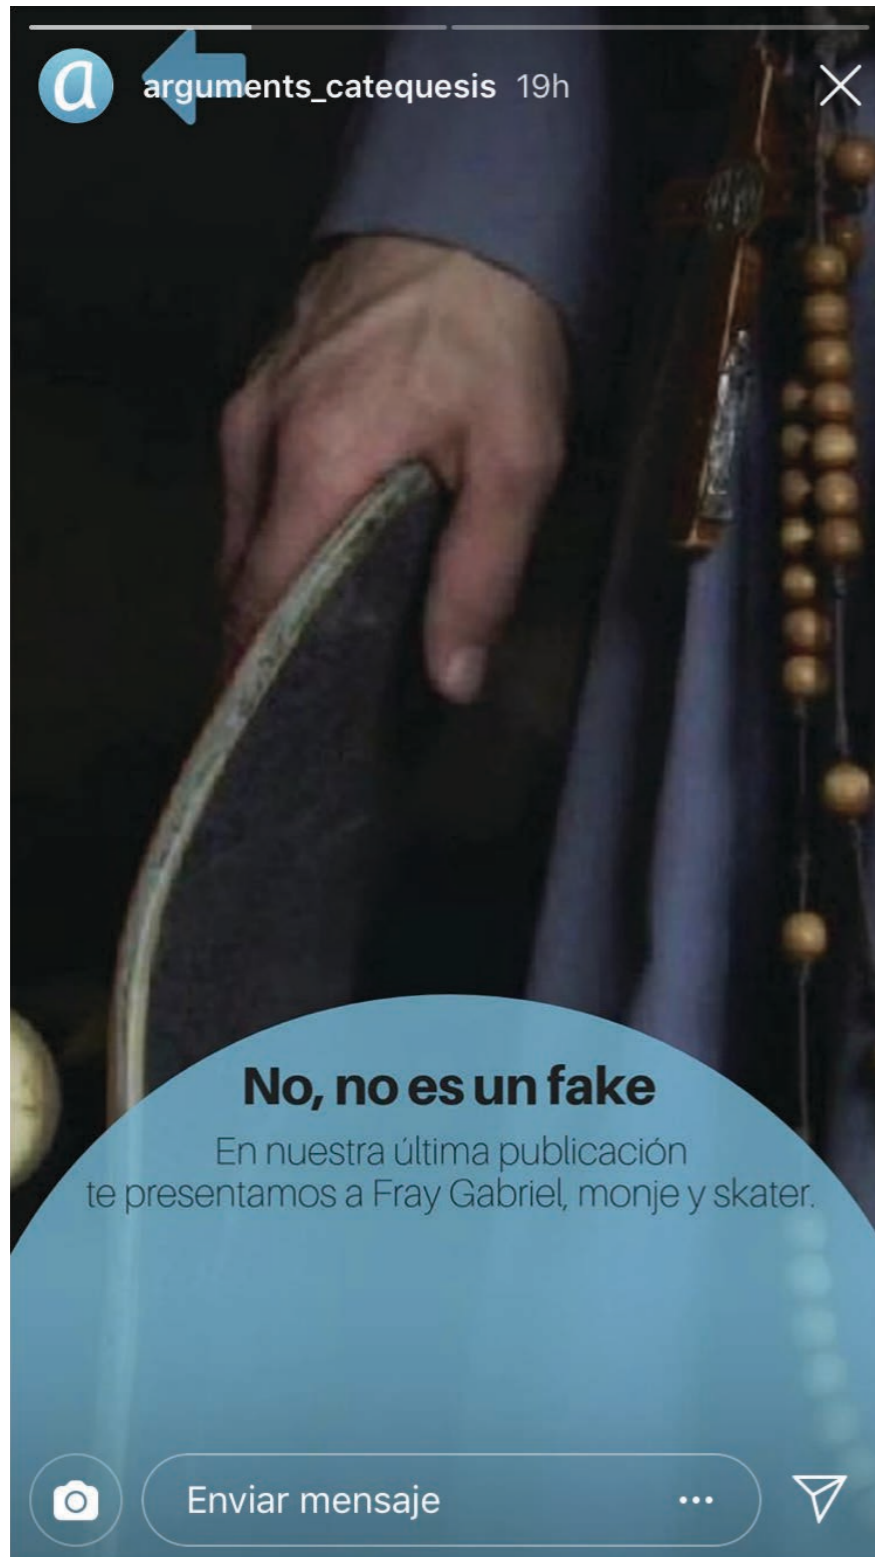 a
arguments_catequesis 19h
No, no es un fake
En nuestra última publicación
te presentamos a Fray Gabriel, monje y skater.
Enviar mensaje